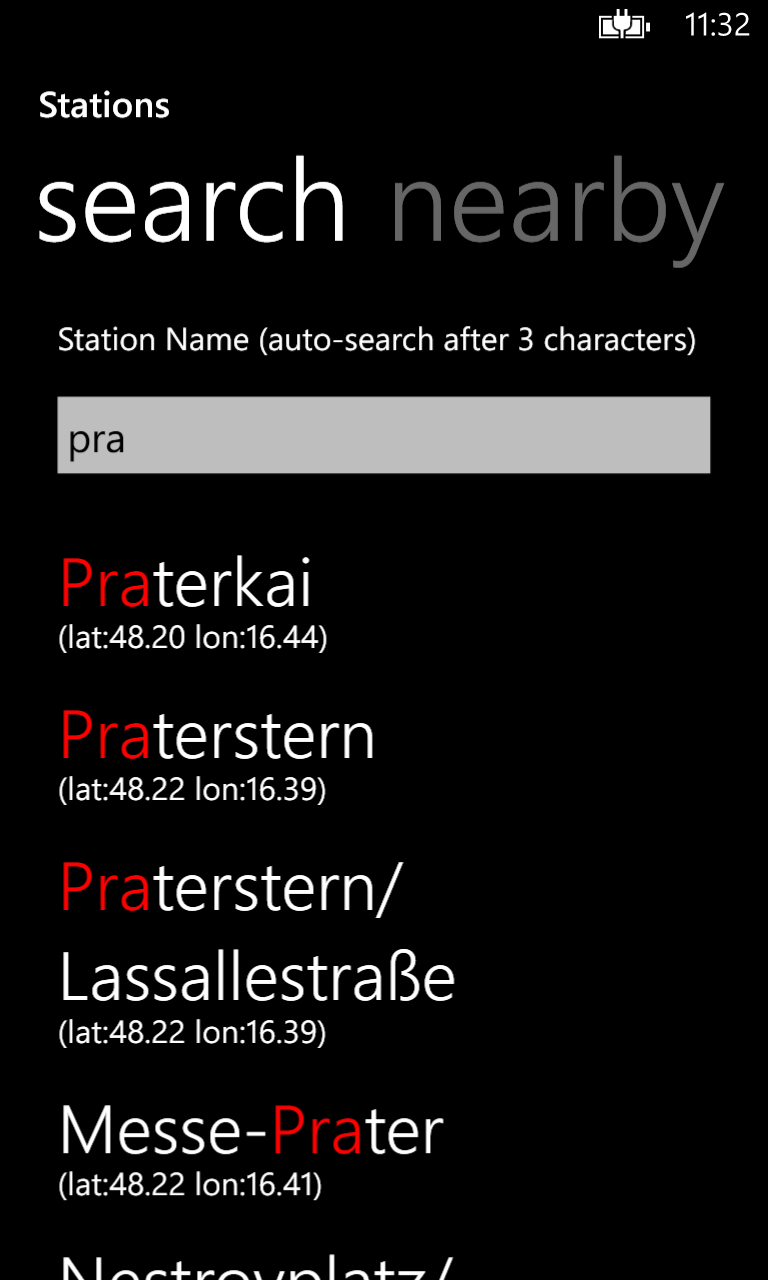 11:32
Stations
search nearby
Station Name (auto-search after 3 characters)
pra
Praterkai
(lat:48.20 lon:16.44)
Praterstern
(lat:48.22 lon:16.39)
Praterstern/
Lassallestraße
(lat:48.22 lon:16.39)
Messe-Prater
(lat:48.22 lon:16.41)
Nestroyplatz/